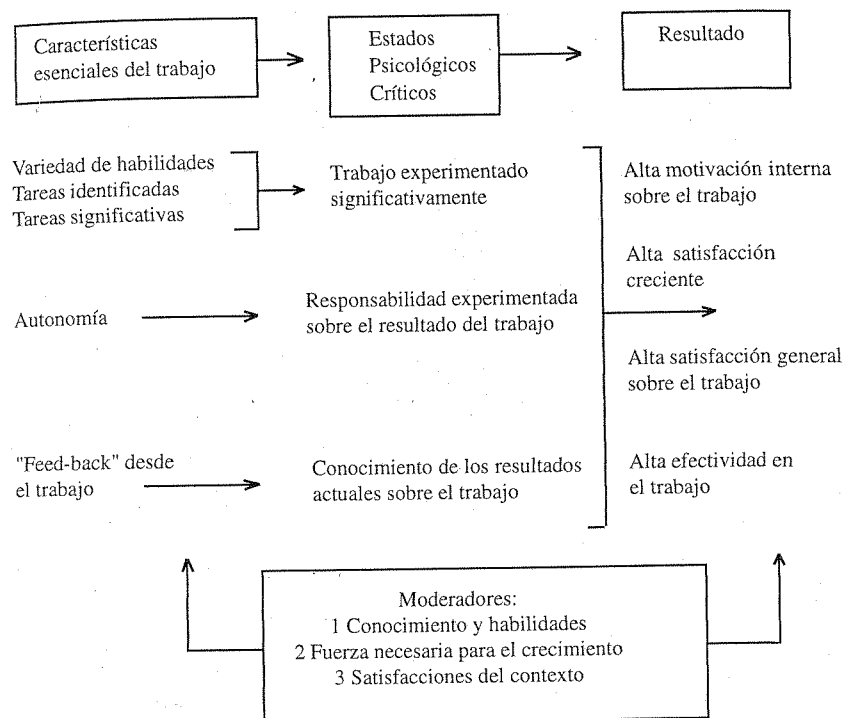 Características
esenciales del trabajo
Estados
Psicológicos
Críticos
Resultado
Variedad de habilidades
Tareas identificadas
Tareas significativas
Trabajo experimentado
significativamente
Alta motivación interna
sobre el trabajo
Alta satisfacción
creciente
Autonomía
Responsabilidad experimentada
sobre el resultado del trabajo
Alta satisfacción general
sobre el trabajo
"Feed-back" desde
el trabajo
Conocimiento de los resultados
actuales sobre el trabajo
Alta efectividad en
el trabajo
Moderadores:
1 Conocimiento y habilidades
2 Fuerza necesaria para el crecimiento
3 Satisfacciones del contexto